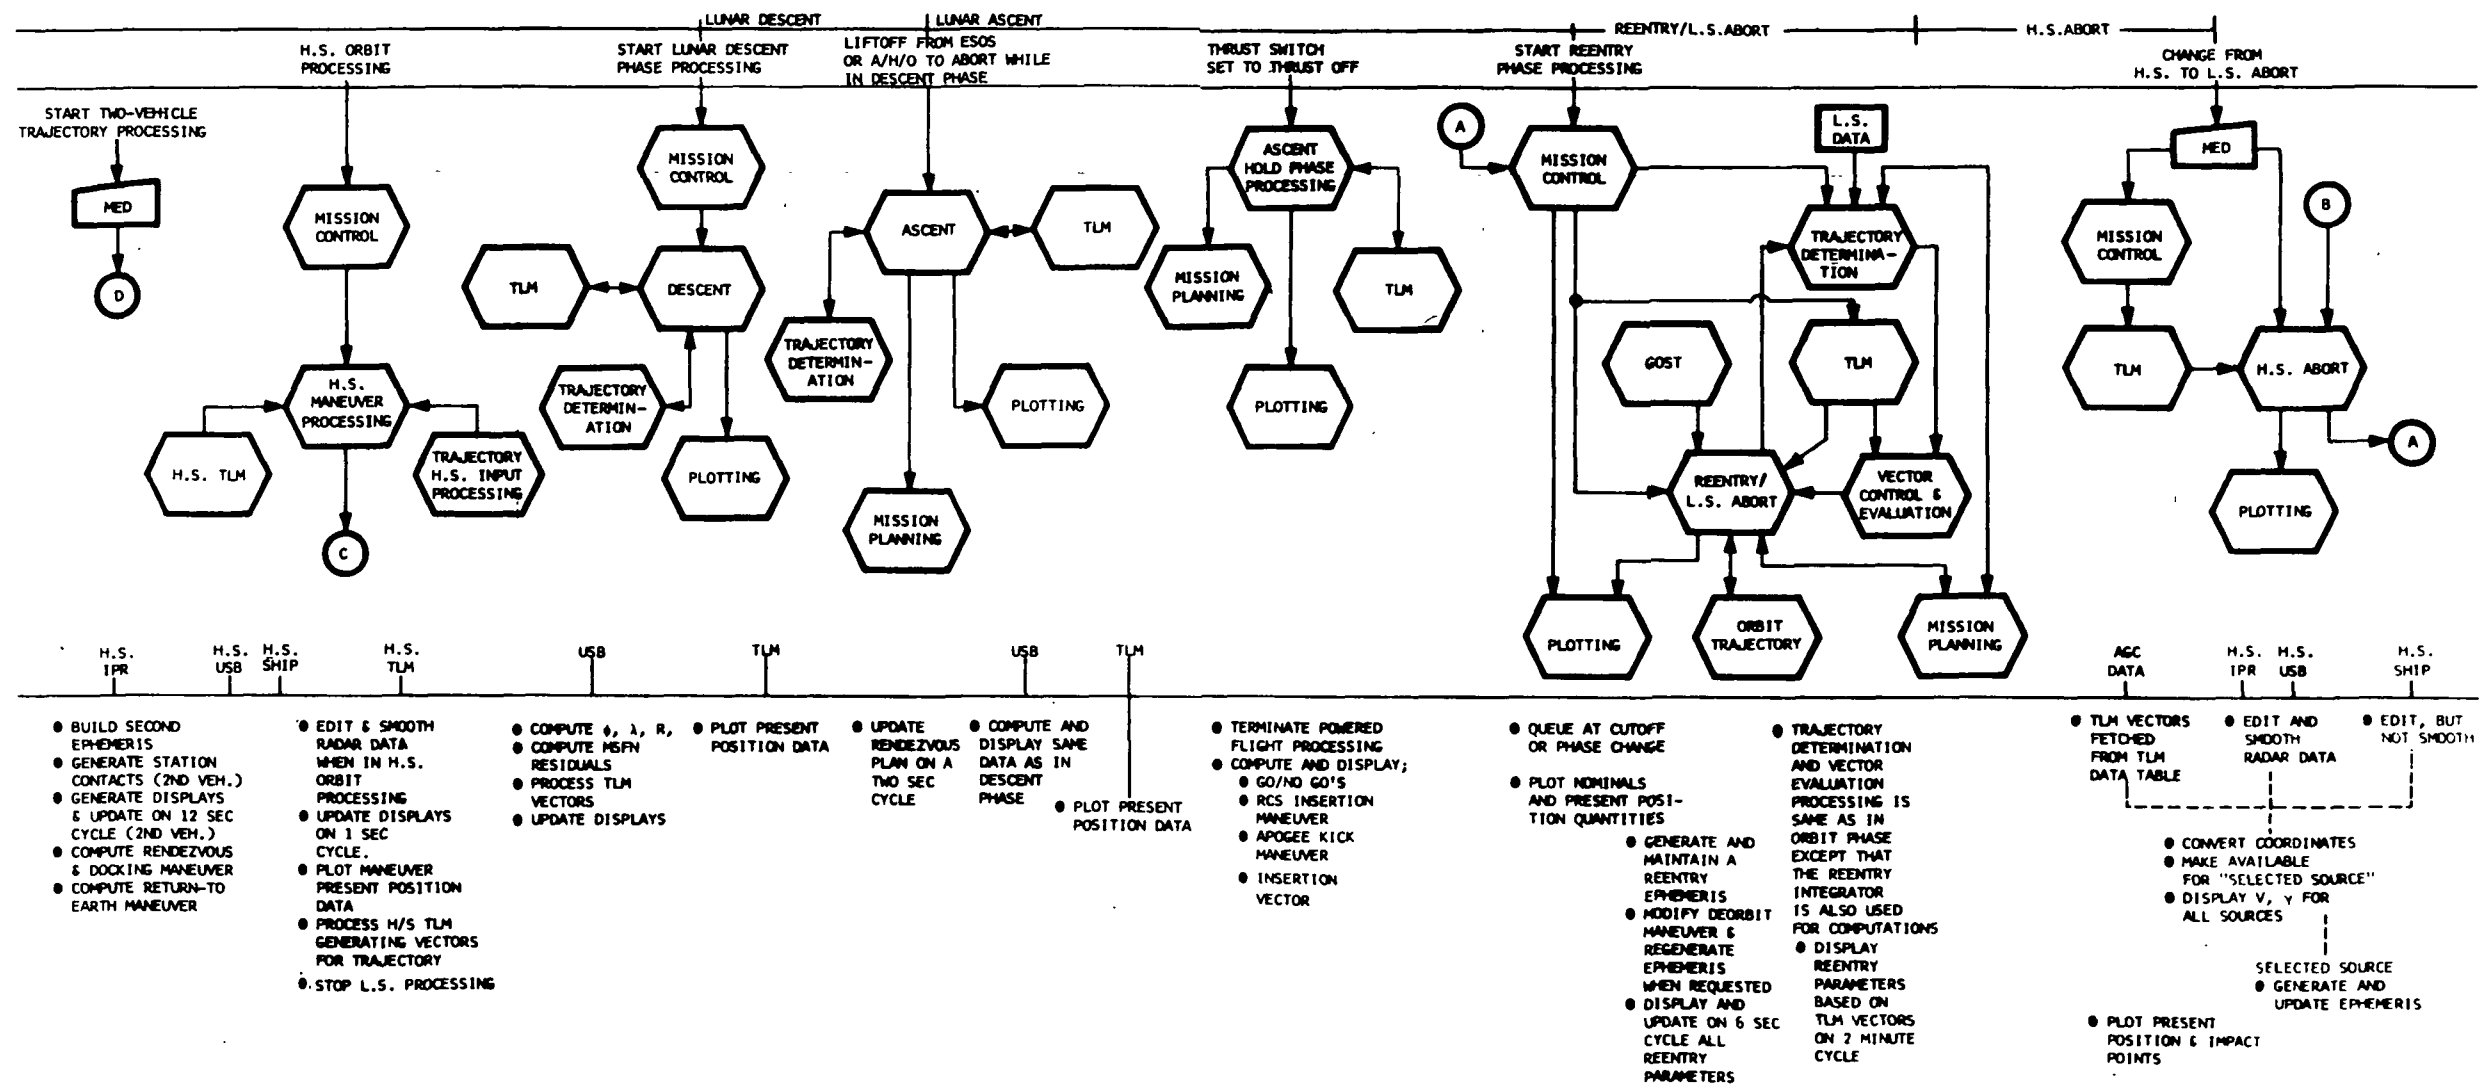 LUNAR DESCENT
LUNAR ASCENT
REENTRY/L.S.ABORT
H.S.ABORT
H.S. ORBIT
PROCESSING
START LUNAR DESCENT
PHASE PROCESSING
LIFTOFF FROM ESOS
OR A/H/O TO ABORT WHILE
IN DESCENT PHASE
THRUST SWITCH
SET TO THRUST OFF
START REENTRY
PHASE PROCESSING
CHANGE FROM
H.S. TO L.S. ABORT
START TWO-VEHICLE
TRAJECTORY PROCESSING
MED
D
MISSION
CONTROL
H.S.
MANEUVER
PROCESSING
H.S. TLM
TRAJECTORY
H.S. INPUT
PROCESSING
C
MISSION
CONTROL
TLM
DESCENT
TRAJECTORY
DETERMIN-
ATION
PLOTTING
ASCENT
TLM
TRAJECTORY
DETERMIN-
ATION
PLOTTING
MISSION
PLANNING
ASCENT
HOLD PHASE
PROCESSING
MISSION
PLANNING
TLM
PLOTTING
A
MISSION
CONTROL
L.S.
DATA
TRAJECTORY
DETERMINA-
TION
GOST
TLM
REENTRY/
L.S. ABORT
VECTOR
CONTROL &
EVALUATION
PLOTTING
ORBIT
TRAJECTORY
MISSION
PLANNING
MED
MISSION
CONTROL
B
TLM
H.S. ABORT
A
PLOTTING
H.S.
IPR
H.S.
USB
H.S.
SHIP
H.S.
TLM
USB
TLM
USB
TLM
AGC
DATA
H.S.
IPR
H.S.
USB
H.S.
SHIP
● BUILD SECOND
EPHEMERIS
● GENERATE STATION
CONTACTS (2ND VEH.)
● GENERATE DISPLAYS
& UPDATE ON 12 SEC
CYCLE (2ND VEH.)
● COMPUTE RENDEZVOUS
& DOCKING MANEUVER
● COMPUTE RETURN-TO
EARTH MANEUVER
● EDIT & SMOOTH
RADAR DATA
WHEN IN H.S.
ORBIT
PROCESSING
● UPDATE DISPLAYS
ON 1 SEC
CYCLE.
● PLOT MANEUVER
PRESENT POSITION
DATA
● PROCESS H/S TLM
GENERATING VECTORS
FOR TRAJECTORY
● STOP L.S. PROCESSING
● COMPUTE ϕ, λ, R,
● COMPUTE MSFN
RESIDUALS
● PROCESS TLM
VECTORS
● UPDATE DISPLAYS
● PLOT PRESENT
POSITION DATA
● UPDATE
RENDEZVOUS
PLAN ON A
TWO SEC
CYCLE
● COMPUTE AND
DISPLAY SAME
DATA AS IN
DESCENT
PHASE
● PLOT PRESENT
POSITION DATA
● TERMINATE POWERED
FLIGHT PROCESSING
● COMPUTE AND DISPLAY;
● GO/NO GO'S
● RCS INSERTION
MANEUVER
● APOGEE KICK
MANEUVER
● INSERTION
VECTOR
● QUEUE AT CUTOFF
OR PHASE CHANGE
● PLOT NOMINALS
AND PRESENT POSI-
TION QUANTITIES
● GENERATE AND
MAINTAIN A
REENTRY
EPHEMERIS
● MODIFY DEORBIT
MANEUVER &
REGENERATE
EPHEMERIS
WHEN REQUESTED
● DISPLAY AND
UPDATE ON 6 SEC
CYCLE ALL
REENTRY
PARAMETERS
● TRAJECTORY
DETERMINATION
AND VECTOR
EVALUATION
PROCESSING IS
SAME AS IN
ORBIT PHASE
EXCEPT THAT
THE REENTRY
INTEGRATOR
IS ALSO USED
FOR COMPUTATIONS
● DISPLAY
REENTRY
PARAMETERS
BASED ON
TLM VECTORS
ON 2 MINUTE
CYCLE
● TLM VECTORS
FETCHED
FROM TLM
DATA TABLE
● EDIT AND
SMOOTH
RADAR DATA
● EDIT, BUT
NOT SMOOTH
● CONVERT COORDINATES
● MAKE AVAILABLE
FOR "SELECTED SOURCE"
● DISPLAY V, γ FOR
ALL SOURCES
SELECTED SOURCE
● GENERATE AND
UPDATE EPHEMERIS
● PLOT PRESENT
POSITION & IMPACT
POINTS